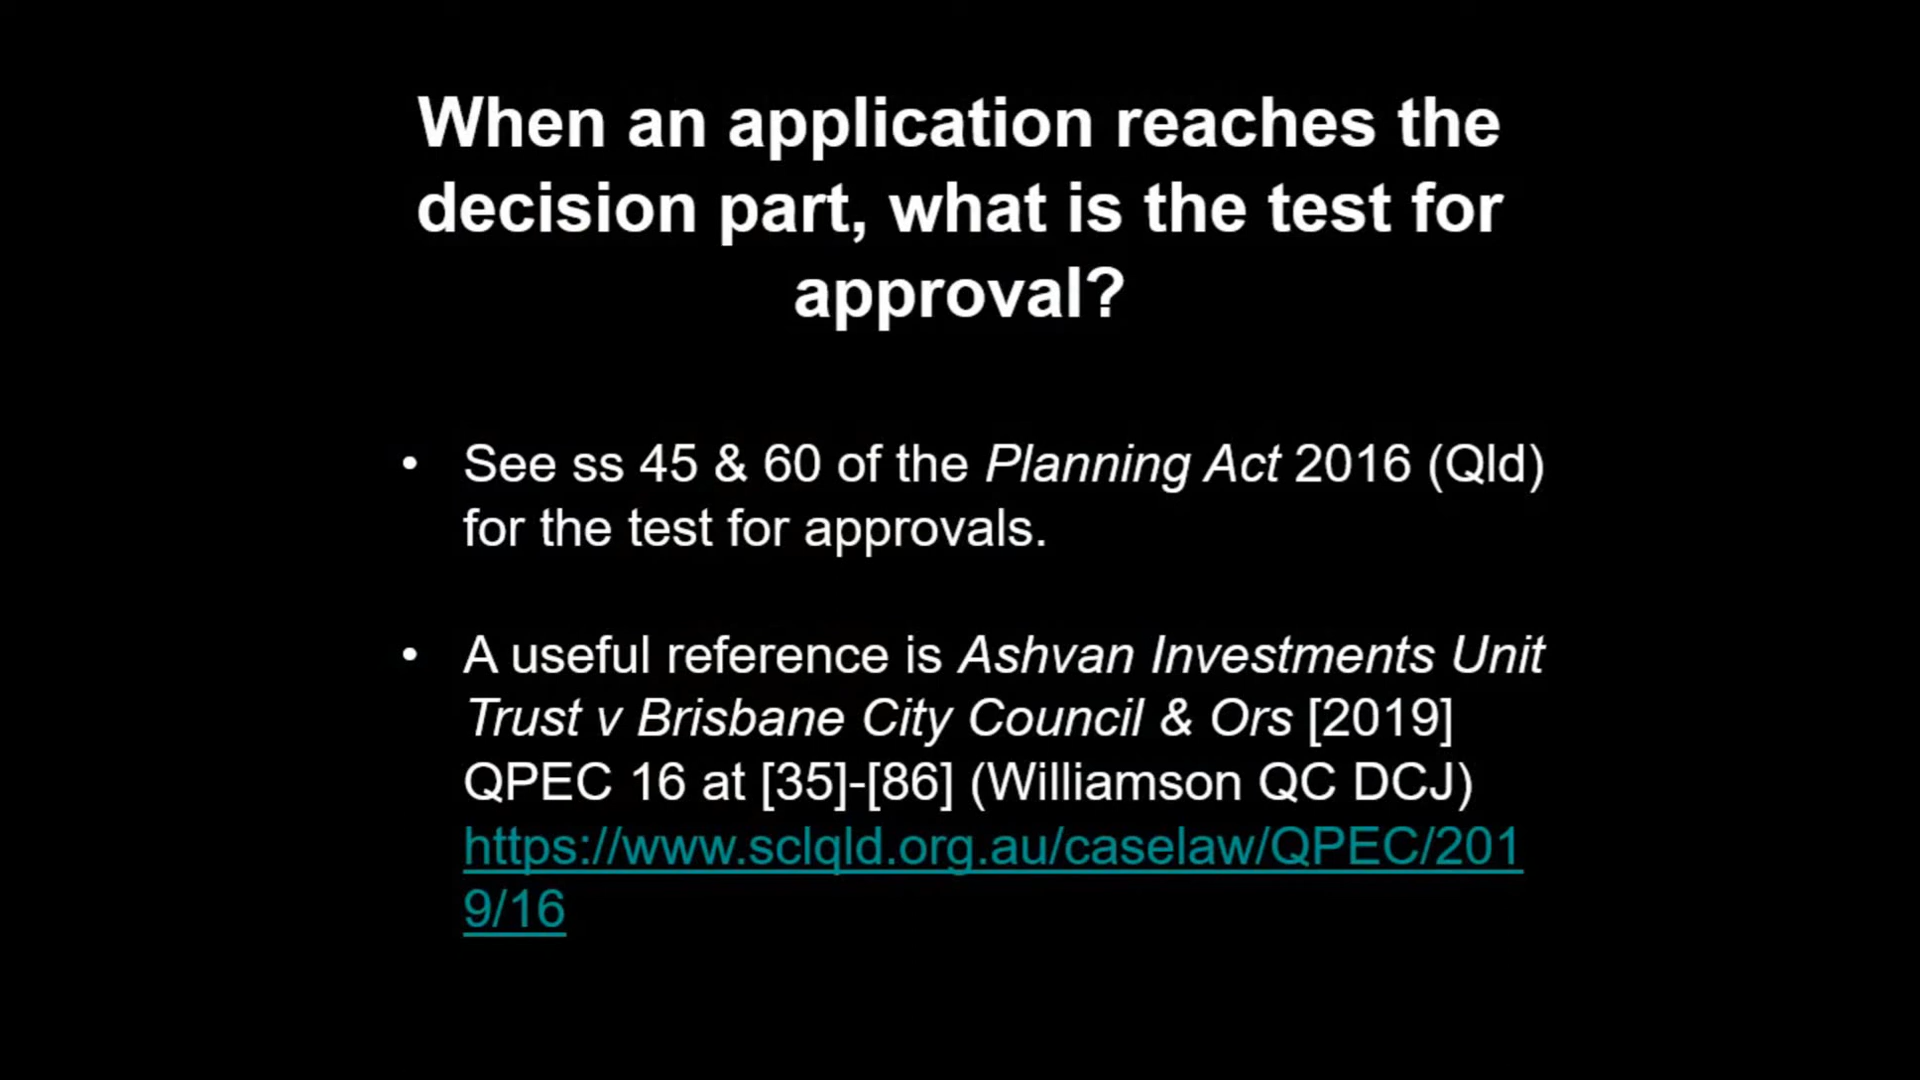 When an application reaches the
decision part, what is the test for
approval?
• See ss 45 & 60 of the Planning Act 2016 (Qld)
for the test for approvals.
• A useful reference is Ashvan Investments Unit
Trust v Brisbane City Council & Ors [2019]
QPEC 16 at [35]-[86] (Williamson QC DCJ)
https://www.sclqld.org.au/caselaw/QPEC/201
9/16